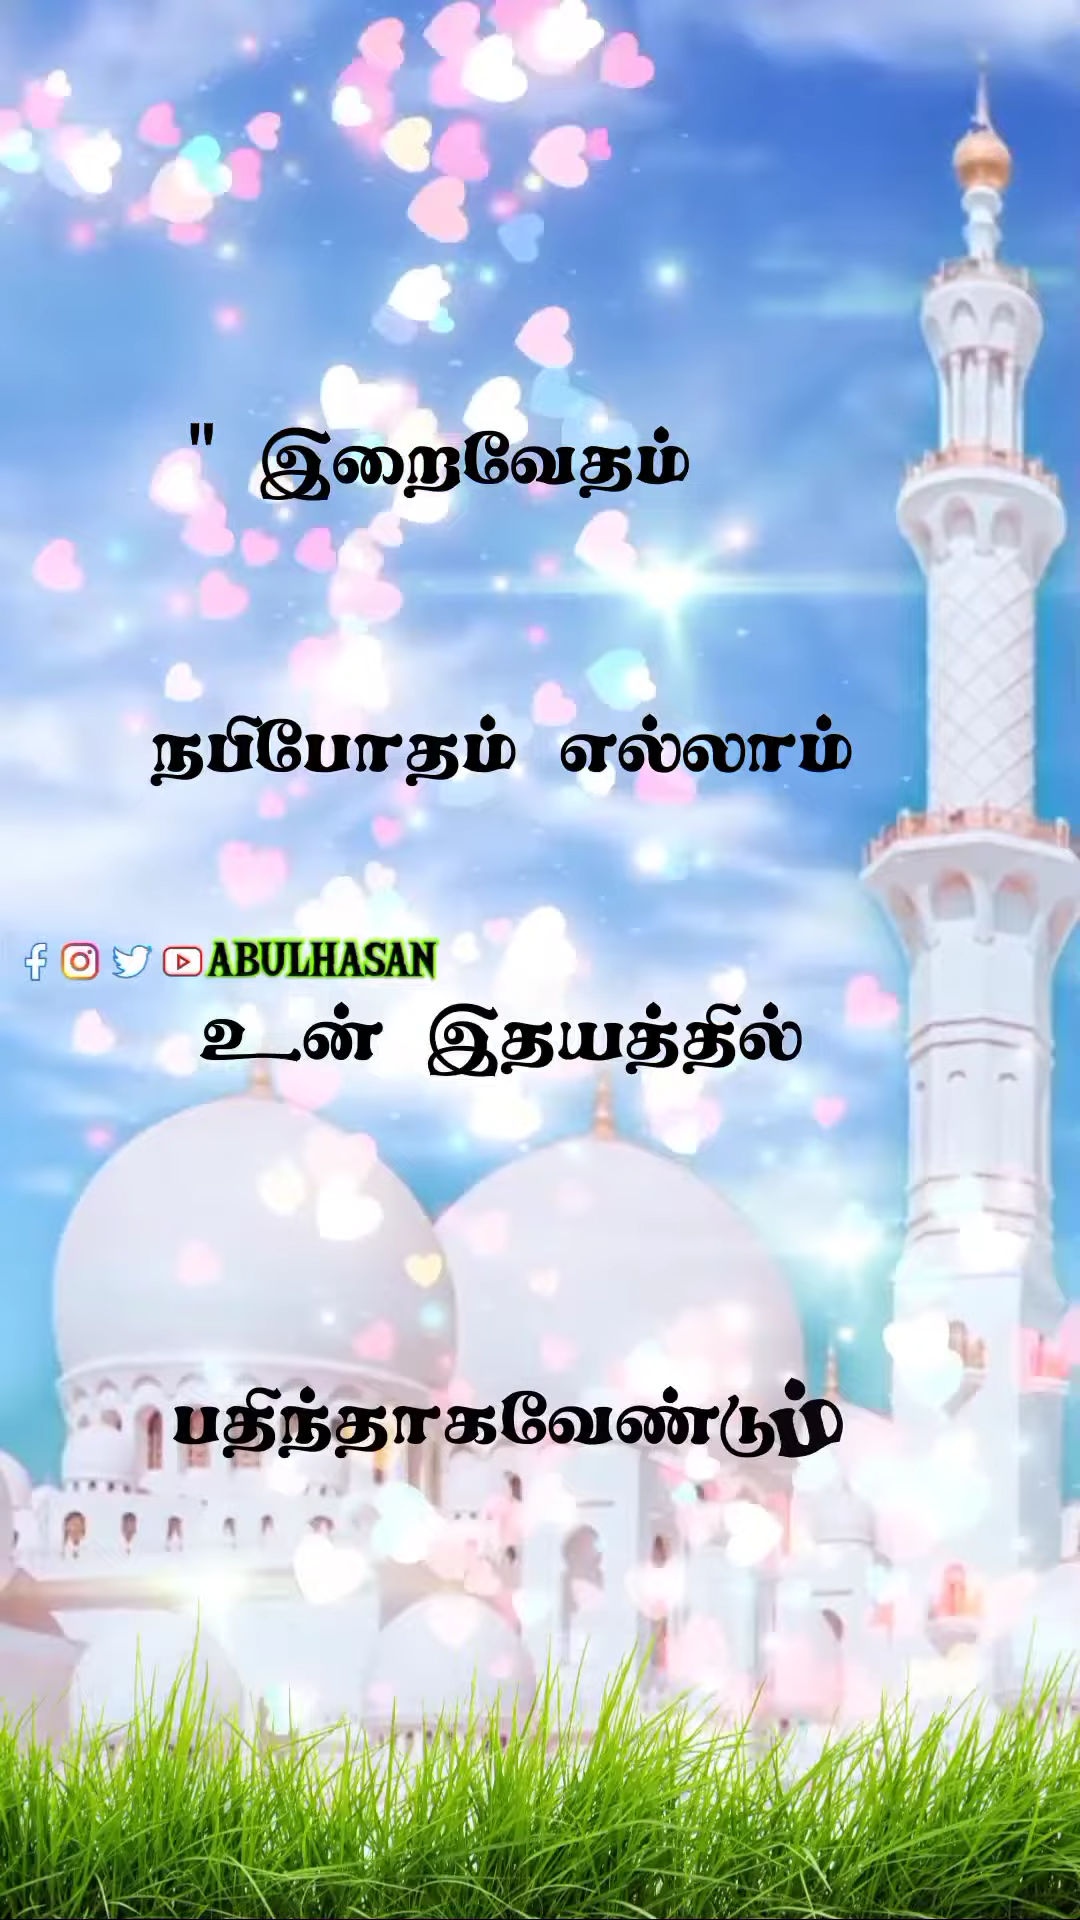 " இறைவேதம்
நபிபோதம் எல்லாம்
ABULHASAN
உன் இதயத்தில்
பதிந்தாகவேண்டும்